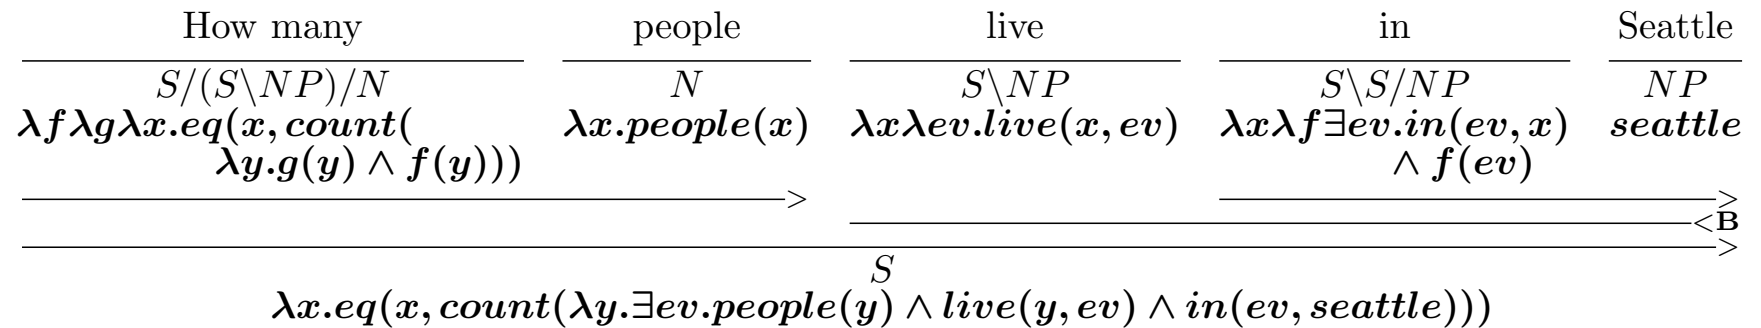 How many people live in Seattle
S/(S\NP)/N N S\NP S\S/NP NP
λfλgλx.eq(x, count( λx.people(x) λxλev.live(x, ev) λxλf∃ev.in(ev, x) seattle
λy.g(y) ∧ f(y))) ∧ f(ev)
> >
<B
>
S
λx.eq(x, count(λy.∃ev.people(y) ∧ live(y, ev) ∧ in(ev, seattle)))